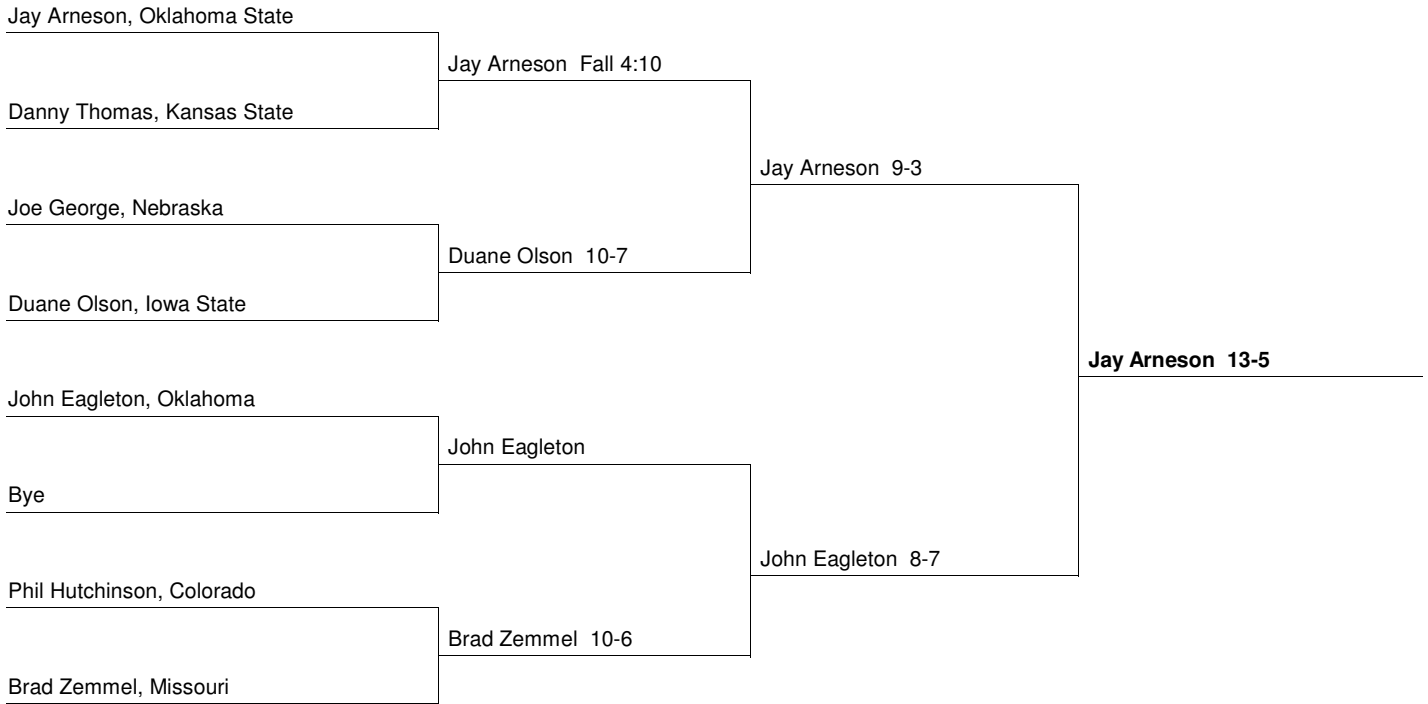 Jay Arneson, Oklahoma State
Jay Arneson  Fall 4:10
Danny Thomas, Kansas State
Jay Arneson  9-3
Joe George, Nebraska
Duane Olson  10-7
Duane Olson, Iowa State
Jay Arneson  13-5
John Eagleton, Oklahoma
John Eagleton
Bye
John Eagleton  8-7
Phil Hutchinson, Colorado
Brad Zemmel  10-6
Brad Zemmel, Missouri